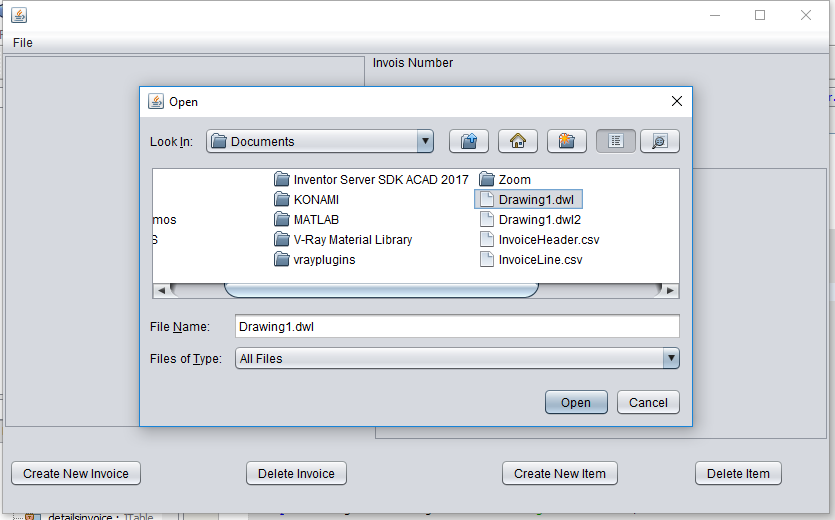 File
Invois Number
Open
Look In:
Documents
Inventor Server SDK ACAD 2017
Zoom
KONAMI
Drawing1.dwl
mos
MATLAB
Drawing1.dwl2
S
V-Ray Material Library
InvoiceHeader.csv
vrayplugins
InvoiceLine.csv
File Name:
Drawing1.dwl
Files of Type:
All Files
Open
Cancel
Create New Invoice
Delete Invoice
Create New Item
Delete Item
detailsinvoice : JTable